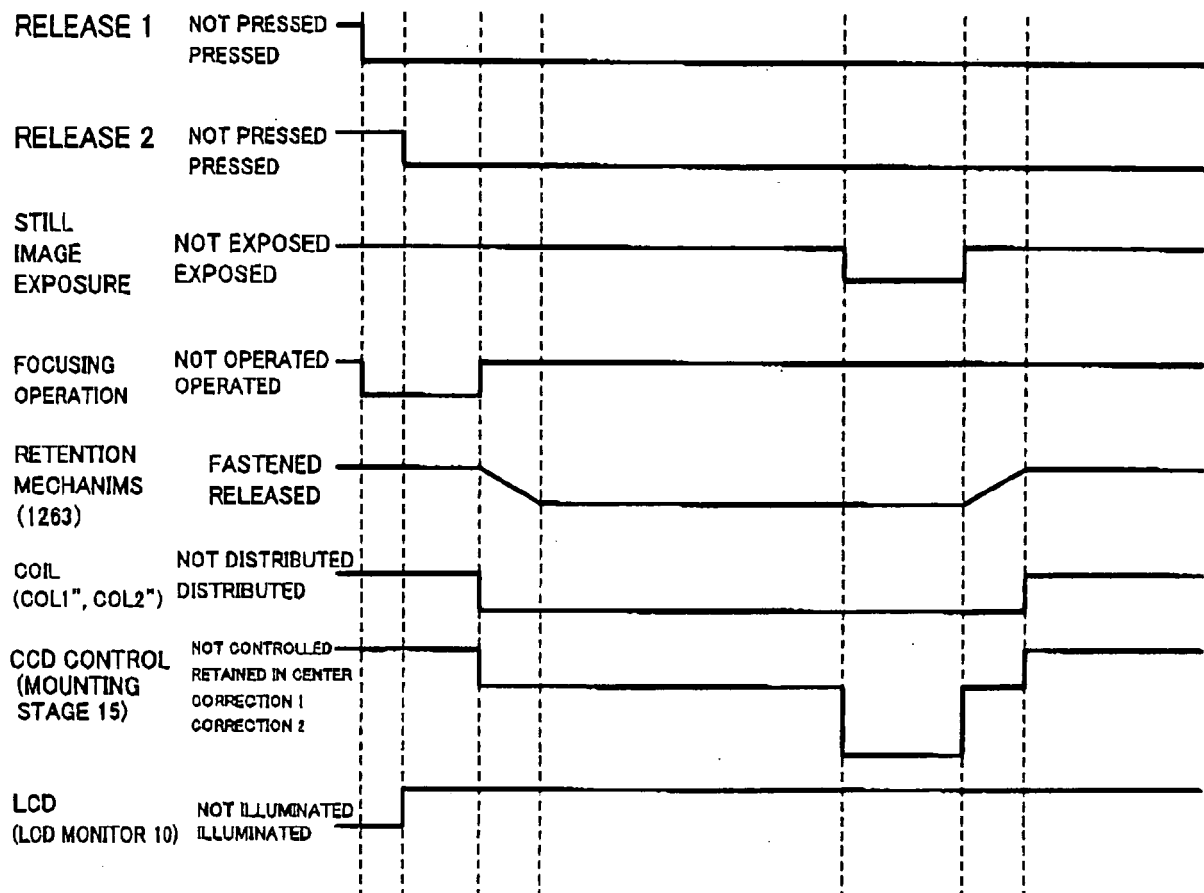 RELEASE 1
NOT PRESSED
PRESSED
RELEASE 2
NOT PRESSED
PRESSED
STILL
IMAGE
EXPOSURE
NOT EXPOSED
EXPOSED
FOCUSING
OPERATION
NOT OPERATED
OPERATED
RETENTION
MECHANIMS
(1263)
FASTENED
RELEASED
COIL
(COL1", COL2")
NOT DISTRIBUTED
DISTRIBUTED
CCD CONTROL
(MOUNTING
STAGE 15)
NOT CONTROLLED
RETAINED IN CENTER
CORRECTION 1
CORRECTION 2
LCD
(LCD MONITOR 10)
NOT ILLUMINATED
ILLUMINATED